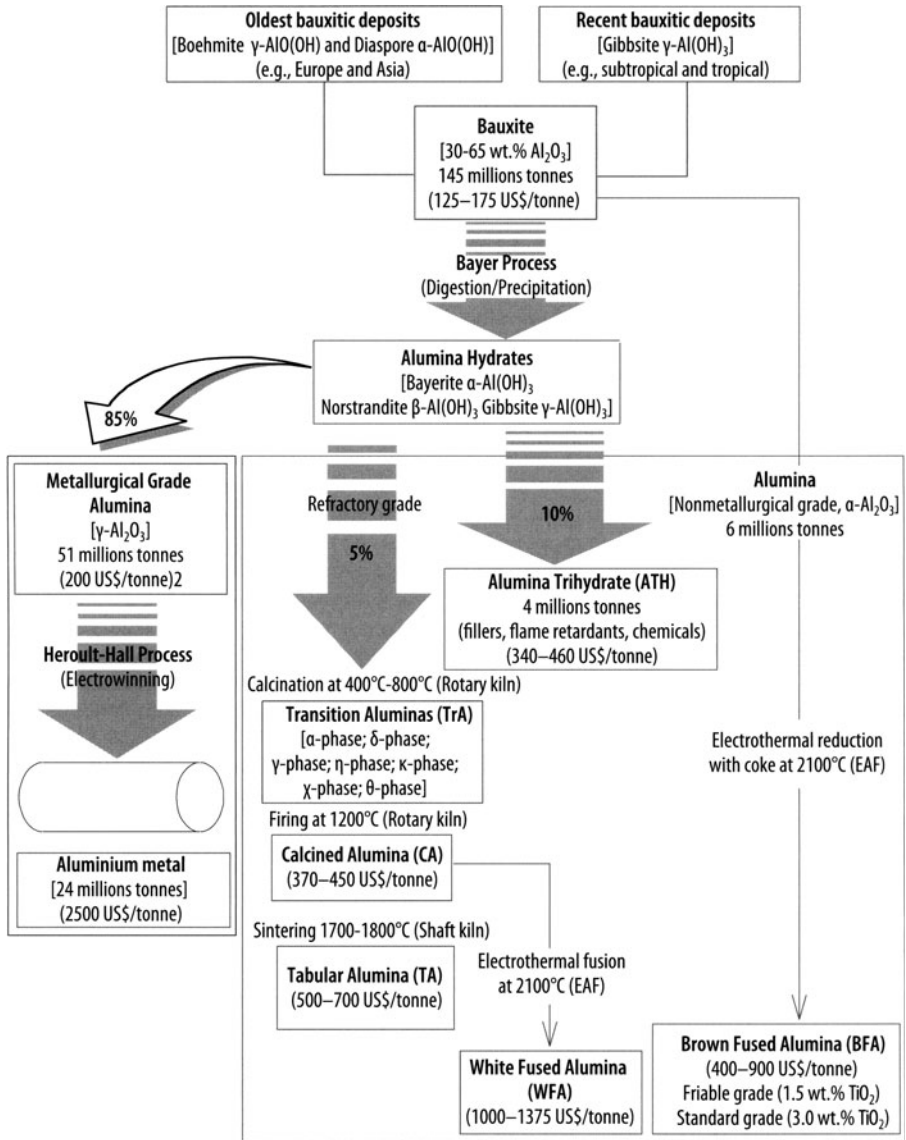 Oldest bauxitic deposits
[Boehmite γ-AlO(OH) and Diaspore α-AlO(OH)]
(e.g., Europe and Asia)
Recent bauxitic deposits
[Gibbsite γ-Al(OH)₃]
(e.g., subtropical and tropical)
Bauxite
[30-65 wt.% Al₂O₃]
145 millions tonnes
(125–175 US$/tonne)
Bayer Process
(Digestion/Precipitation)
Alumina Hydrates
[Bayerite α-Al(OH)₃
Norstrandite β-Al(OH)₃ Gibbsite γ-Al(OH)₃]
85%
Metallurgical Grade
Alumina
[γ-Al₂O₃]
51 millions tonnes
(200 US$/tonne)2
Heroult-Hall Process
(Electrowinning)
Aluminium metal
[24 millions tonnes]
(2500 US$/tonne)
Refractory grade
5%
10%
Alumina
[Nonmetallurgical grade, α-Al₂O₃]
6 millions tonnes
Alumina Trihydrate (ATH)
4 millions tonnes
(fillers, flame retardants, chemicals)
(340–460 US$/tonne)
Calcination at 400°C-800°C (Rotary kiln)
Transition Aluminas (TrA)
[α-phase; δ-phase;
γ-phase; η-phase; κ-phase;
χ-phase; θ-phase]
Firing at 1200°C (Rotary kiln)
Calcined Alumina (CA)
(370–450 US$/tonne)
Sintering 1700-1800°C (Shaft kiln)
Tabular Alumina (TA)
(500–700 US$/tonne)
Electrothermal fusion
at 2100°C (EAF)
White Fused Alumina
(WFA)
(1000–1375 US$/tonne)
Electrothermal reduction
with coke at 2100°C (EAF)
Brown Fused Alumina (BFA)
(400–900 US$/tonne)
Friable grade (1.5 wt.% TiO₂)
Standard grade (3.0 wt.% TiO₂)